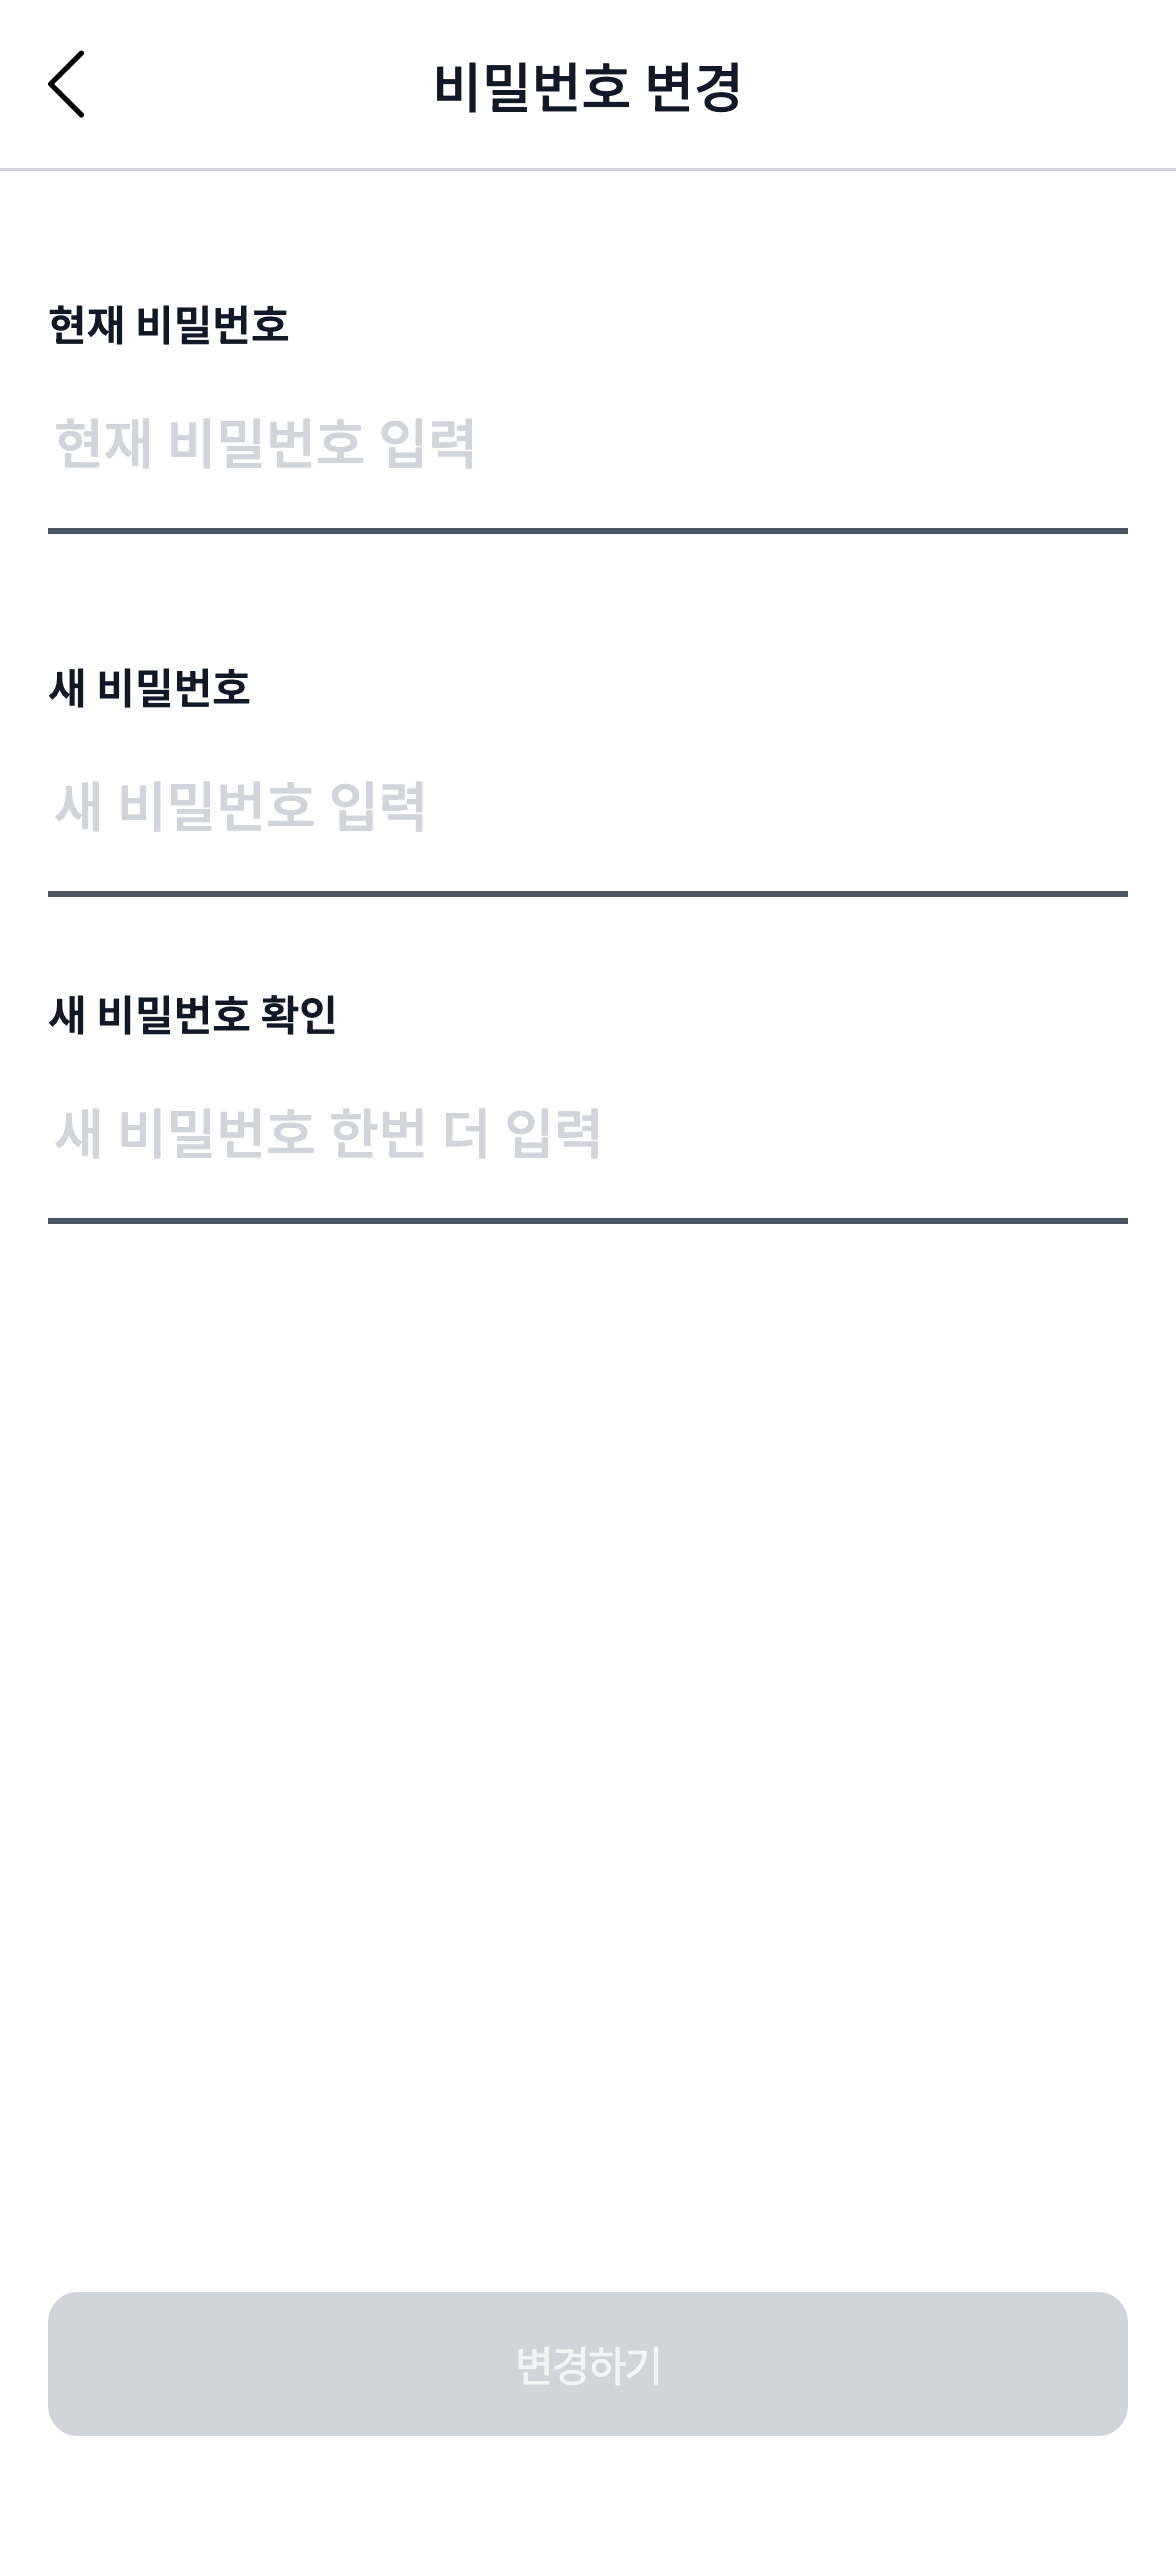 비밀번호 변경
현재 비밀번호
현재 비밀번호 입력
새 비밀번호
새 비밀번호 입력
새 비밀번호 확인
새 비밀번호 한번 더 입력
변경하기